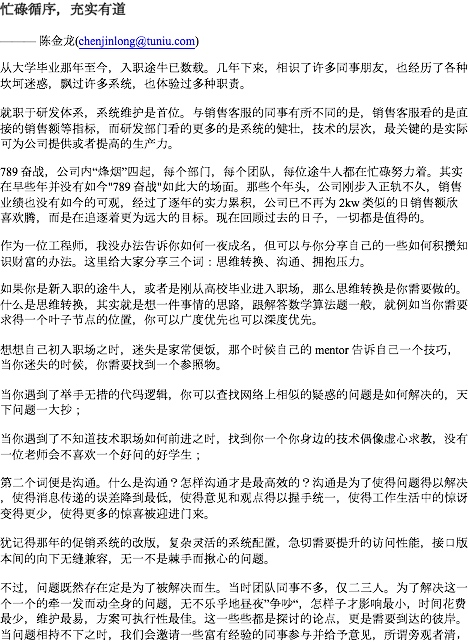 忙碌循序，充实有道
——— 陈金龙(chenjinlong@tuniu.com)
从大学毕业那年至今，入职途牛已数载。几年下来，相识了许多同事朋友，也经历了各种
坎坷迷惑，飘过许多系统，也体验过多种职责。
就职于研发体系，系统维护是首位。与销售客服的同事有所不同的是，销售客服看的是直
接的销售额等指标，而研发部门看的更多的是系统的健壮，技术的层次，最关键的是实际
可为公司提供或者提高的生产力。
789 奋战，公司内“烽烟”四起，每个部门，每个团队，每位途牛人都在忙碌努力着。其实
在早些年并没有如今"789 奋战"如此大的场面。那些个年头，公司刚步入正轨不久，销售
业绩也没有如今的可观，经过了逐年的实力累积，公司已不再为 2kw 类似的日销售额欣
喜欢腾，而是在追逐着更为远大的目标。现在回顾过去的日子，一切都是值得的。
作为一位工程师，我没办法告诉你如何一夜成名，但可以与你分享自己的一些如何积攒知
识财富的办法。这里给大家分享三个词：思维转换、沟通、拥抱压力。
如果你是新入职的途牛人，或者是刚从高校毕业进入职场，那么思维转换是你需要做的。
什么是思维转换，其实就是想一件事情的思路，跟解答数学算法题一般，就例如当你需要
求得一个叶子节点的位置，你可以广度优先也可以深度优先。
想想自己初入职场之时，迷失是家常便饭，那个时候自己的 mentor 告诉自己一个技巧，
当你迷失的时候，你需要找到一个参照物。
当你遇到了举手无措的代码逻辑，你可以查找网络上相似的疑惑的问题是如何解决的，天
下问题一大抄；
当你遇到了不知道技术职场如何前进之时，找到你一个你身边的技术偶像虚心求教，没有
一位老师会不喜欢一个好问的好学生；
第二个词便是沟通。什么是沟通？怎样沟通才是最高效的？沟通是为了使得问题得以解决
，使得消息传递的误差降到最低，使得意见和观点得以握手统一，使得工作生活中的惊讶
变得更少，使得更多的惊喜被迎进门来。
犹记得那年的促销系统的改版，复杂灵活的系统配置，急切需要提升的访问性能，接口版
本间的向下无缝兼容，无一不是棘手而揪心的问题。
不过，问题既然存在定是为了被解决而生。当时团队同事不多，仅二三人。为了解决这一
个一个的牵一发而动全身的问题，无不乐乎地昼夜"争吵"，怎样子才影响最小，时间花费
最少，维护最易，方案可执行性最佳。这一些些都是探讨的论点，更是需要到达的彼岸。
当问题相持不下之时，我们会邀请一些富有经验的同事参与并给予意见，所谓旁观者清，